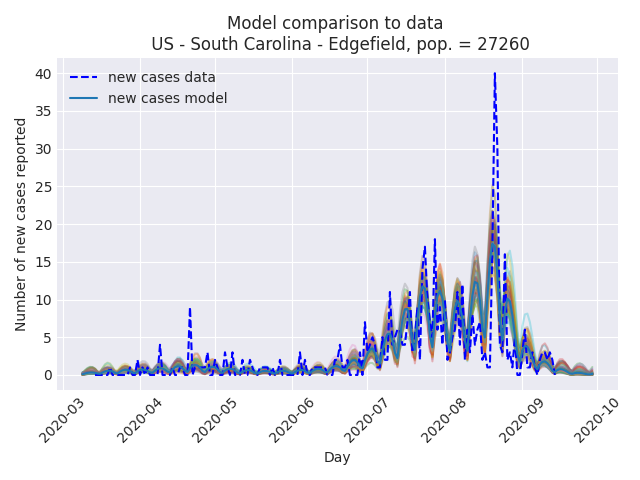 Model comparison to data
US - South Carolina - Edgefield, pop. = 27260
new cases data
new cases model
Number of new cases reported
40
35
30
25
20
15
10
5
0
2020-03
2020-04
2020-05
2020-06
2020-07
2020-08
2020-09
2020-10
Day